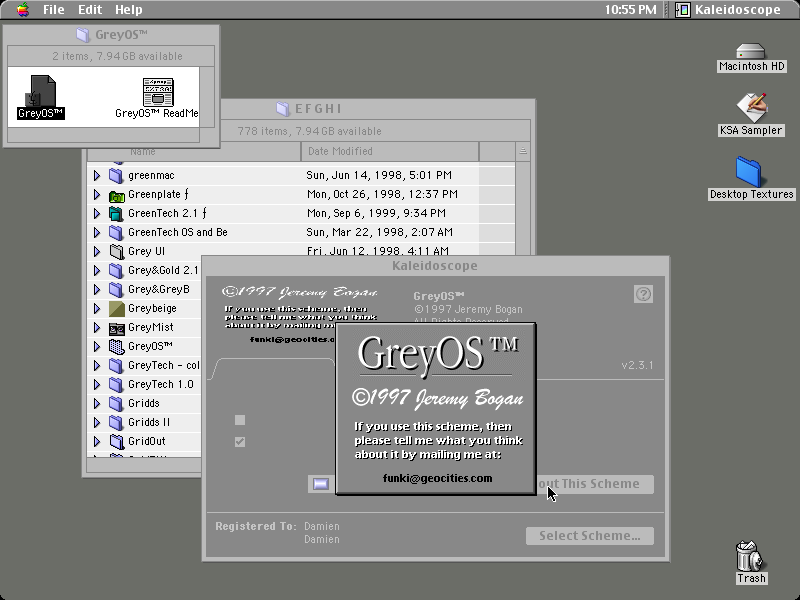 File Edit Help
10:55 PM
Kaleidoscope
GreyOS™
2 items, 7.94 GB available
GreyOS™
GreyOS™ ReadMe
EFGHI
778 items, 7.94 GB available
Name
Date Modified
greenmac Sun, Jun 14, 1998, 5:01 PM
Greenplate ƒ Mon, Oct 26, 1998, 12:37 PM
GreenTech 2.1 ƒ Mon, Sep 6, 1999, 9:34 PM
GreenTech OS and Be Sun, Mar 22, 1998, 2:07 AM
Grey UI Fri, Jun 12, 1998, 4:11 AM
Grey&Gold 2.1
Grey&GreyB
Greybeige
GreyMist
GreyOS™
GreyTech - col
GreyTech 1.0
Gridds
Gridds II
GridOut
Kaleidoscope
©1997 Jeremy Bogan
If you use this scheme, then
please tell me what you think
about it by mailing me
funki@geocities.c
GreyOS™
©1997 Jeremy Bogan
All Rights Reserved
v2.3.1
GreyOS™
©1997 Jeremy Bogan
If you use this scheme, then
please tell me what you think
about it by mailing me at:
funki@geocities.com
out This Scheme
Registered To: Damien
Damien
Select Scheme...
Macintosh HD
KSA Sampler
Desktop Textures
Trash